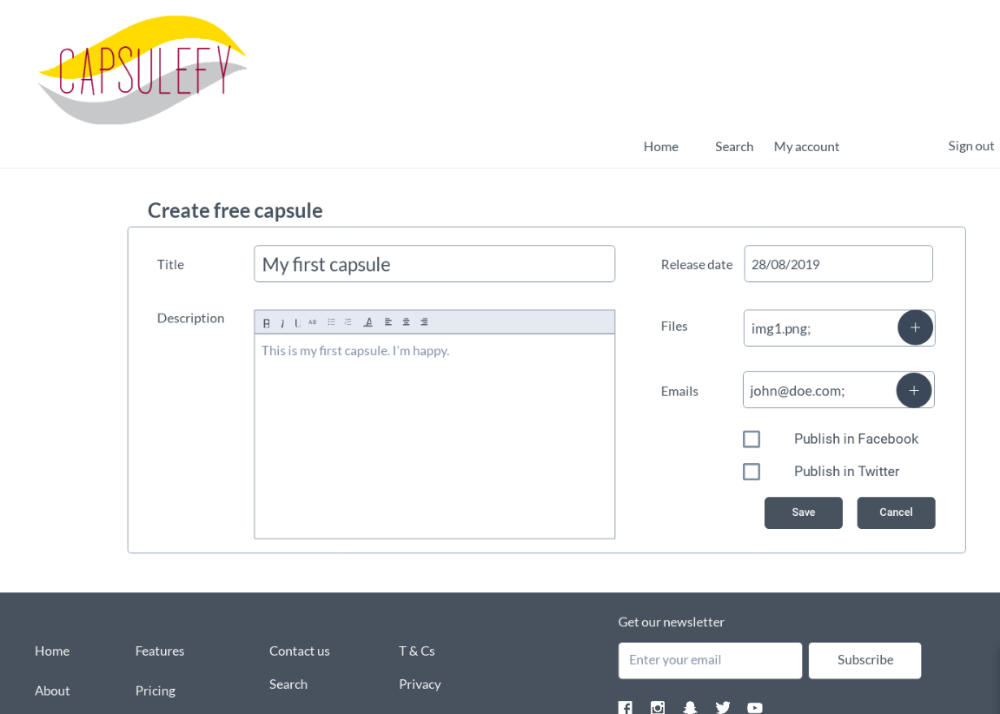 CAPSULEFY
Home Search My account Sign out
Create free capsule
Title My first capsule
Release date 28/08/2019
Description
B I U AB A
This is my first capsule. I'm happy.
Files img1.png;
Emails john@doe.com;
Publish in Facebook
Publish in Twitter
Save Cancel
Get our newsletter
Home Features Contact us T & Cs
Enter your email Subscribe
Search Privacy
About Pricing